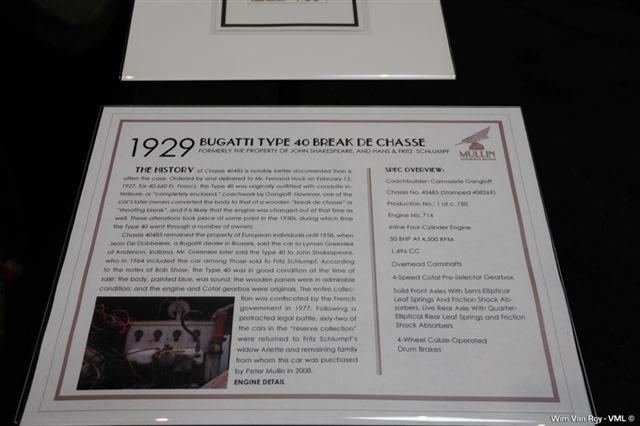 1929 BUGATTI TYPE 40 BREAK DE CHASSE
FORMERLY THE PROPERTY OF JOHN SHAKESPEARE, AND HANS & FRITZ SCHLUMPF
MULLIN
AUTOMOTIVE MUSEUM
THE HISTORY of Chassis 40485 is notably better documented than is
often the case. Ordered by and delivered to Mr. Fernand Huck on February 12,
1927, for 40,660 Fr. Francs, this Type 40 was originally outfitted with conduite in-
terieure, or "completely enclosed" coachwork by Gangloff. However, one of the
car's later owners converted the body to that of a wooden "break de chasse" or
"shooting break", and it is likely that the engine was changed out at that time as
well. These alterations took place at some point in the 1930s, during which time
the Type 40 went through a number of owners.
Chassis 40485 remained the property of European individuals until 1958, when
Jean De Dobbeleer, a Bugatti dealer in Brussels, sold the car to Lyman Greenlee
of Anderson, Indiana. Mr. Greenlee later sold the Type 40 to John Shakespeare,
who in 1964 included the car among those sold to Fritz Schlumpf. According
to the notes of Bob Shaw, the Type 40 was in good condition at the time of
sale: the body, painted blue, was sound; the wooden panels were in admirable
condition; and the engine and Cotal gearbox were originals. The entire collec-
tion was confiscated by the French
government in 1977. Following a
protracted legal battle, sixty-two of
the cars in the "reserve collection"
were returned to Fritz Schlumpf's
widow Arlette and remaining family
from whom this car was purchased
by Peter Mullin in 2008.
ENGINE DETAIL
SPEC OVERVIEW:
Coachbuilder: Carrosserie Gangloff
Chassis No. 40485 (Stamped 408269)
Production No.: 1 of c. 780
Engine No. 714
Inline Four-Cylinder Engine
50 BHP At 4,500 RPM
1,496 CC
Overhead Camshafts
4-Speed Cotal Pre-Selector Gearbox
Solid Front Axles With Semi-Elliptical
Leaf Springs And Friction Shock Ab-
sorbers, Live Rear Axle With Quarter-
Elliptical Rear Leaf Springs and Friction
Shock Absorbers
4-Wheel Cable-Operated
Drum Brakes
Wim Van Roy - VML ©